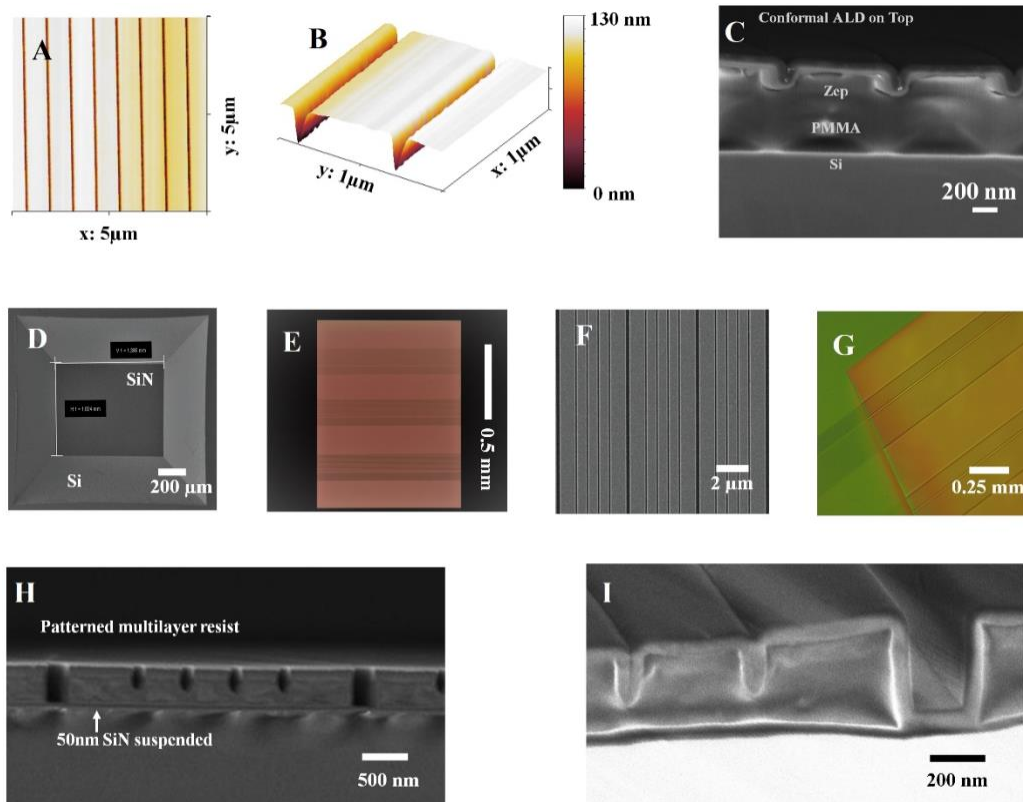 A
y: 5µm
x: 5µm
B
130 nm
0 nm
y: 1µm
x: 1µm
C
Conformal ALD on Top
Zep
PMMA
Si
200 nm
D
SiN
Si
200 µm
E
0.5 mm
F
2 µm
G
0.25 mm
H
Patterned multilayer resist
50nm SiN suspended
500 nm
I
200 nm